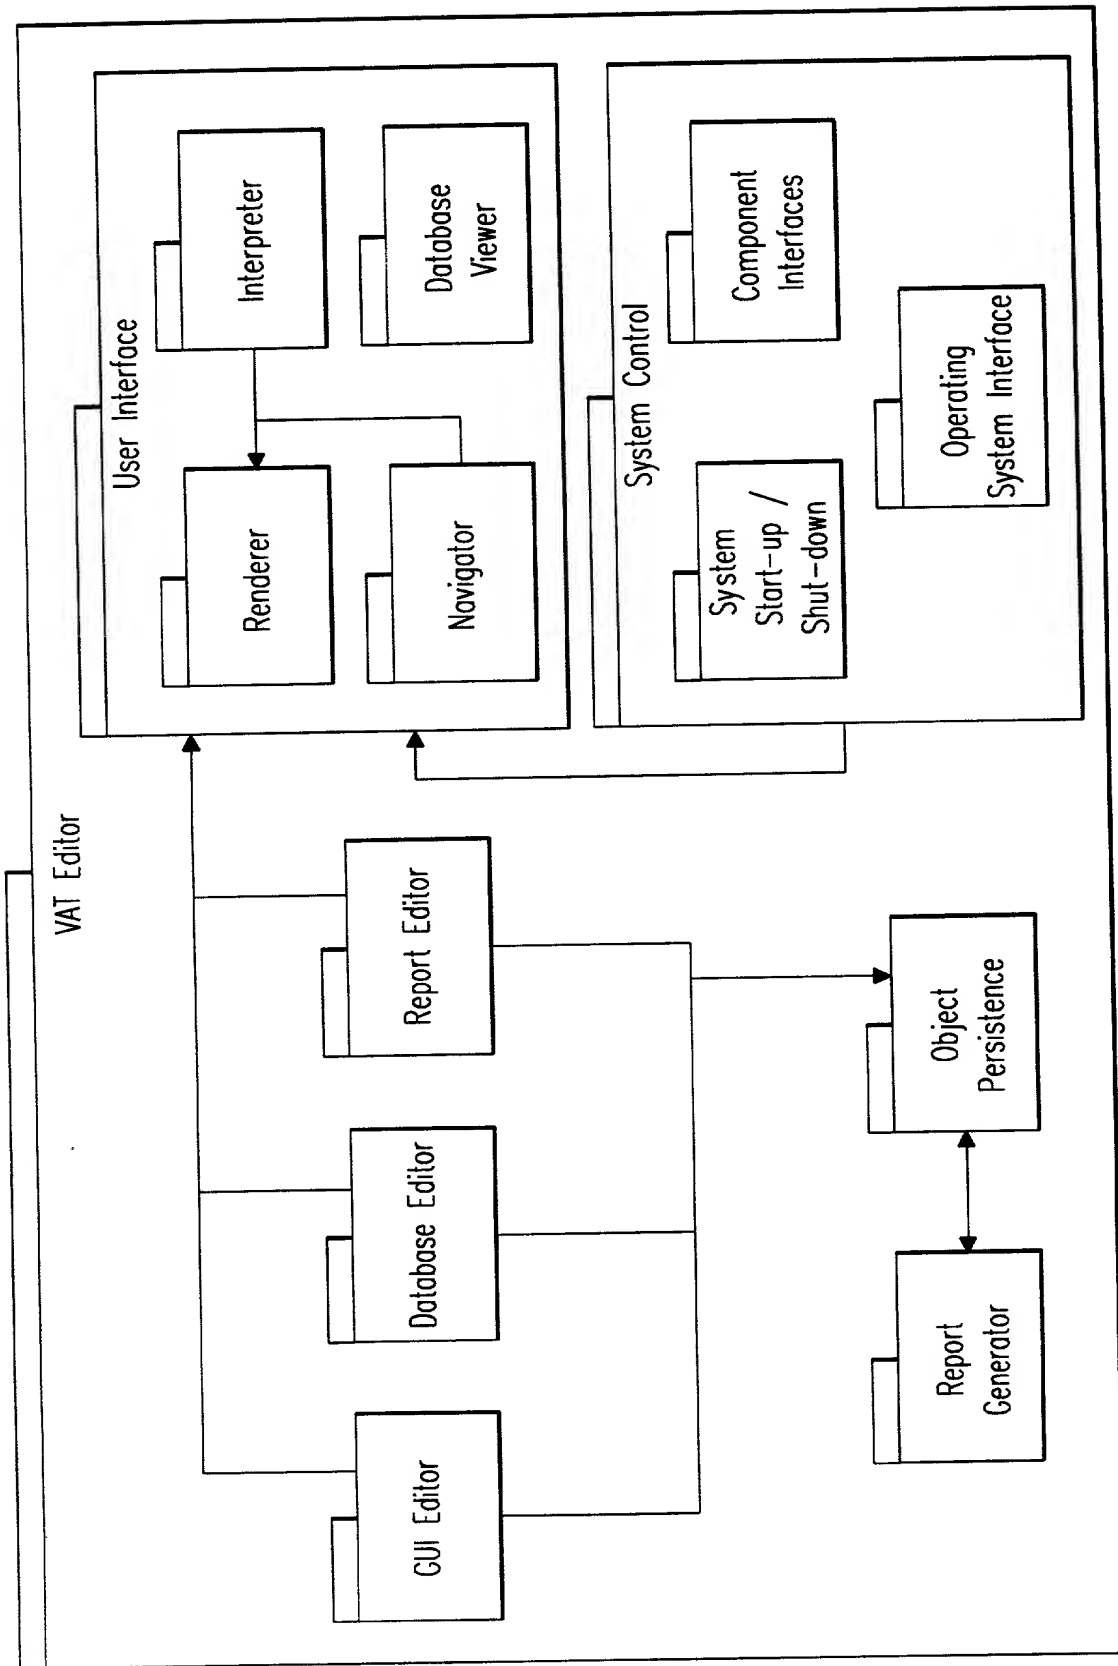 VAT Editor
User Interface
Renderer
Interpreter
Navigator
Database
Viewer
GUI Editor
Database Editor
Report Editor
System Control
System
Start-up /
Shut-down
Component
Interfaces
Operating
System Interface
Report
Generator
Object
Persistence